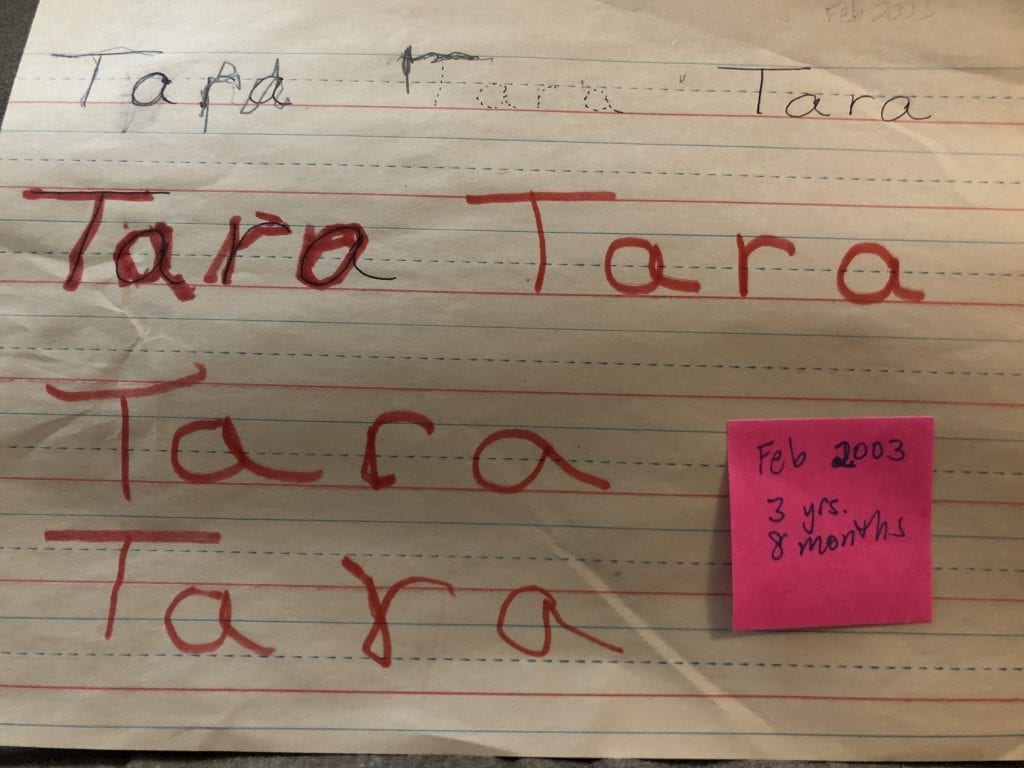 Feb 2003
Tara Tara Tara
Tara Tara
Tara
Tara
Feb 2003
3 yrs.
8 months